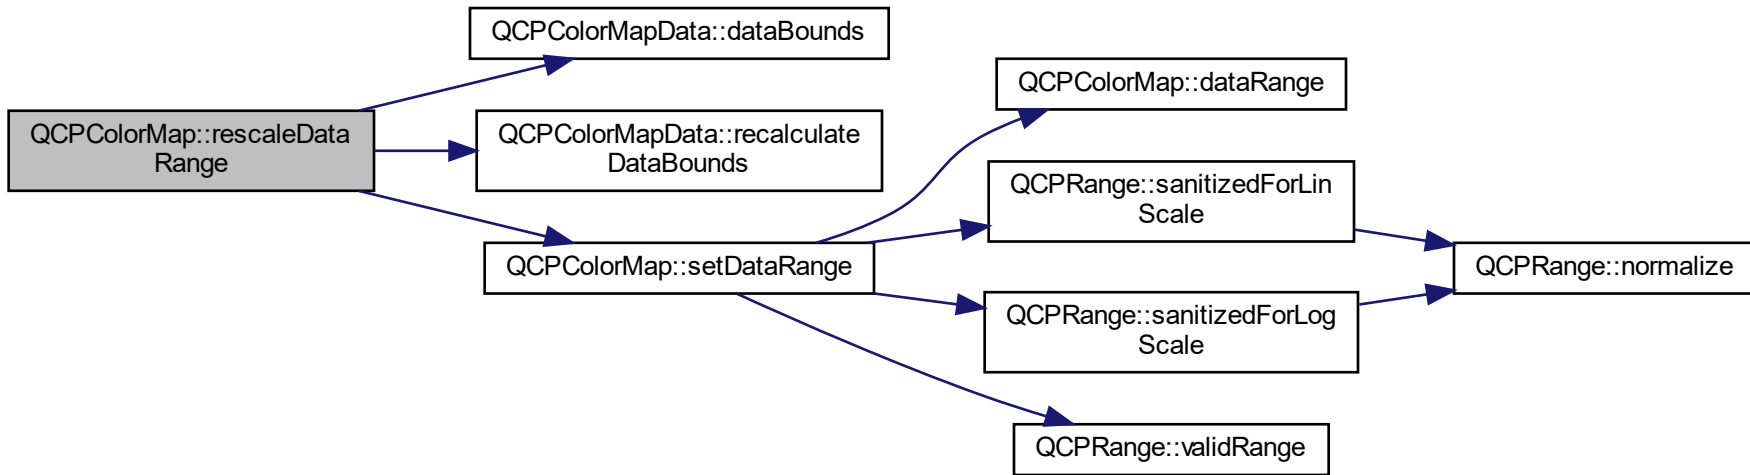 QCPColorMap::rescaleData
Range
QCPColorMapData::dataBounds
QCPColorMapData::recalculate
DataBounds
QCPColorMap::setDataRange
QCPColorMap::dataRange
QCPRange::sanitizedForLin
Scale
QCPRange::sanitizedForLog
Scale
QCPRange::validRange
QCPRange::normalize